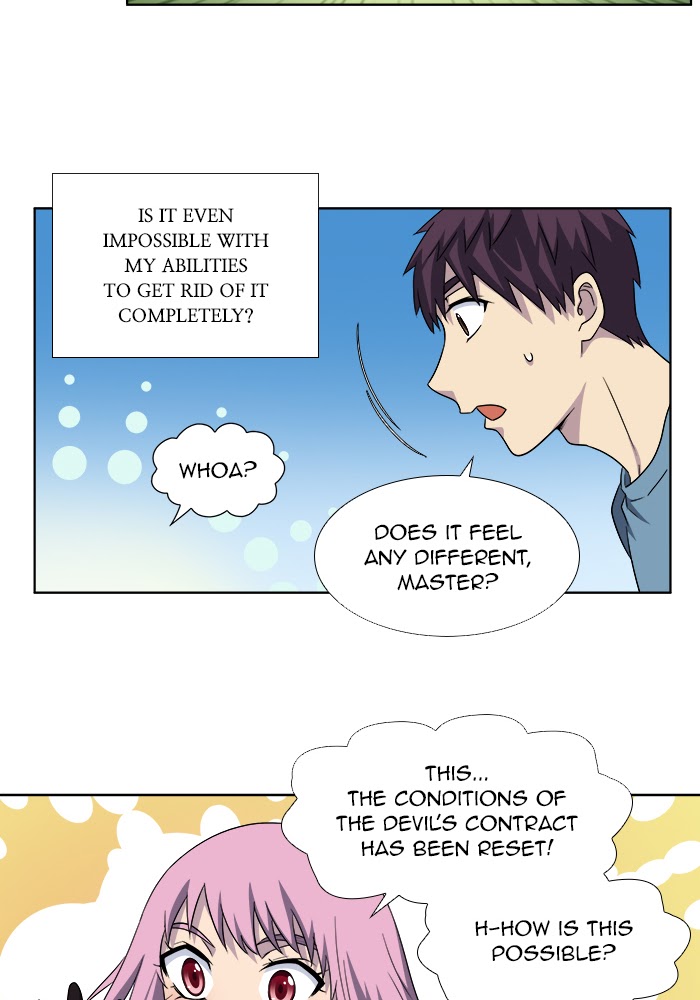 IS IT EVEN
IMPOSSIBLE WITH
MY ABILITIES
TO GET RID OF IT
COMPLETELY?
WHOA?
DOES IT FEEL
ANY DIFFERENT,
MASTER?
THIS...
THE CONDITIONS OF
THE DEVIL'S CONTRACT
HAS BEEN RESET!
H-HOW IS THIS
POSSIBLE?